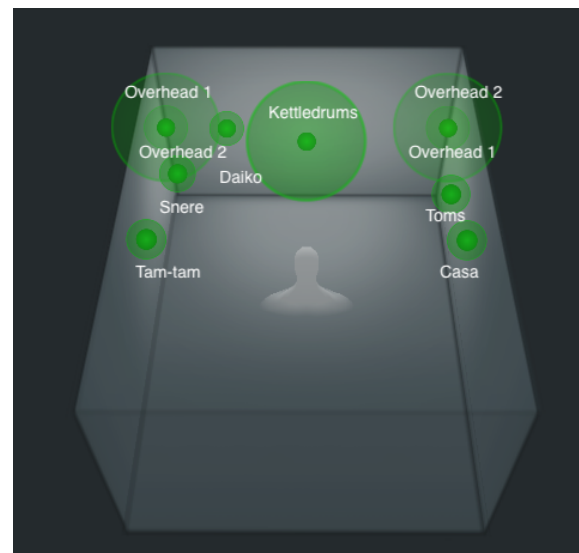 Overhead 1
Overhead 2
Kettledrums
Overhead 2
Overhead 1
Daiko
Snere
Toms
Tam-tam
Casa